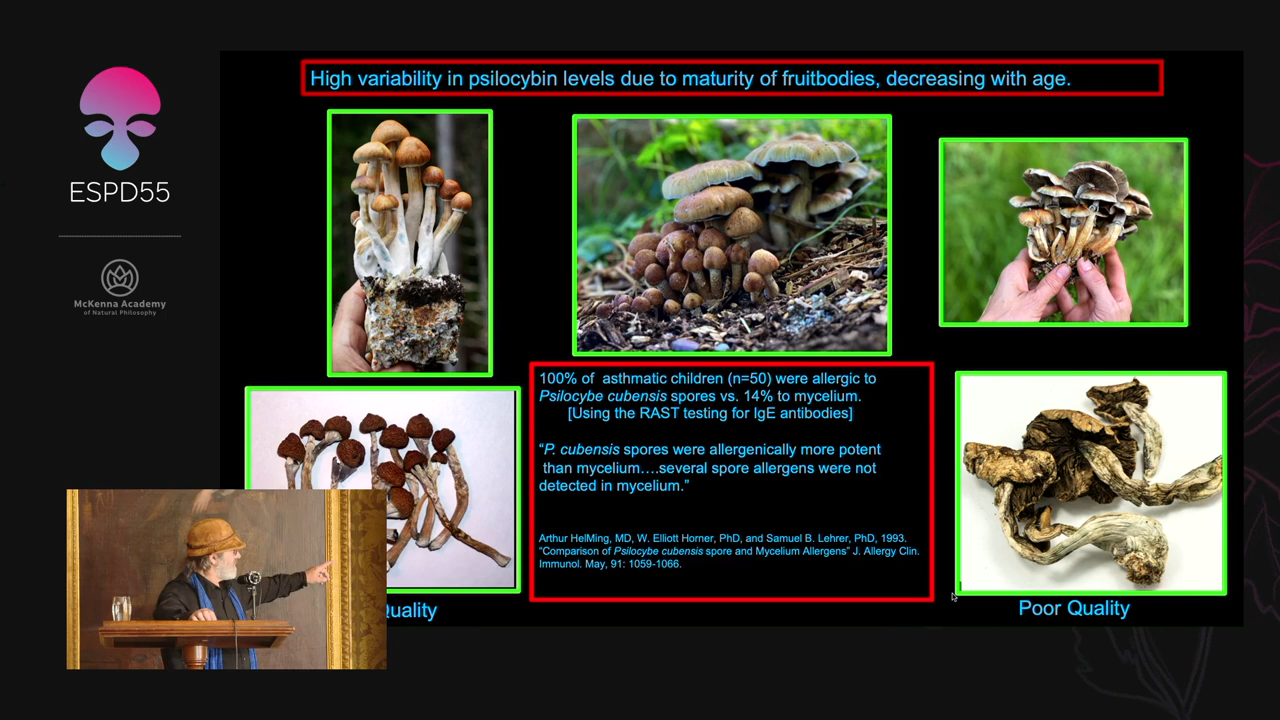 High variability in psilocybin levels due to maturity of fruitbodies, decreasing with age.
ESPD55
McKenna Academy
of Natural Philosophy
100% of asthmatic children (n=50) were allergic to
Psilocybe cubensis spores vs. 14% to mycelium.
[Using the RAST testing for IgE antibodies]
“P. cubensis spores were allergenically more potent
than mycelium….several spore allergens were not
detected in mycelium.”
Arthur HelMing, MD, W. Elliott Horner, PhD, and Samuel B. Lehrer, PhD, 1993.
“Comparison of Psilocybe cubensis spore and Mycelium Allergens” J. Allergy Clin.
Immunol. May, 91: 1059-1066.
Quality
Poor Quality